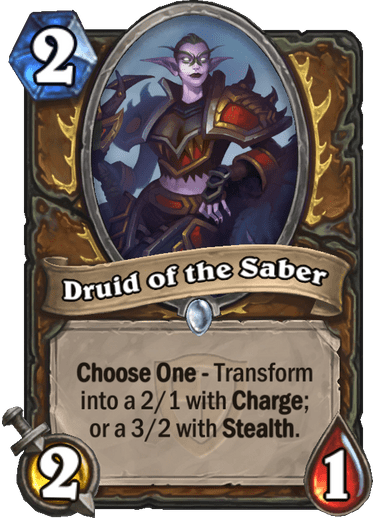 2
Druid of the Saber
Choose One - Transform
into a 2/1 with Charge;
or a 3/2 with Stealth.
2
1